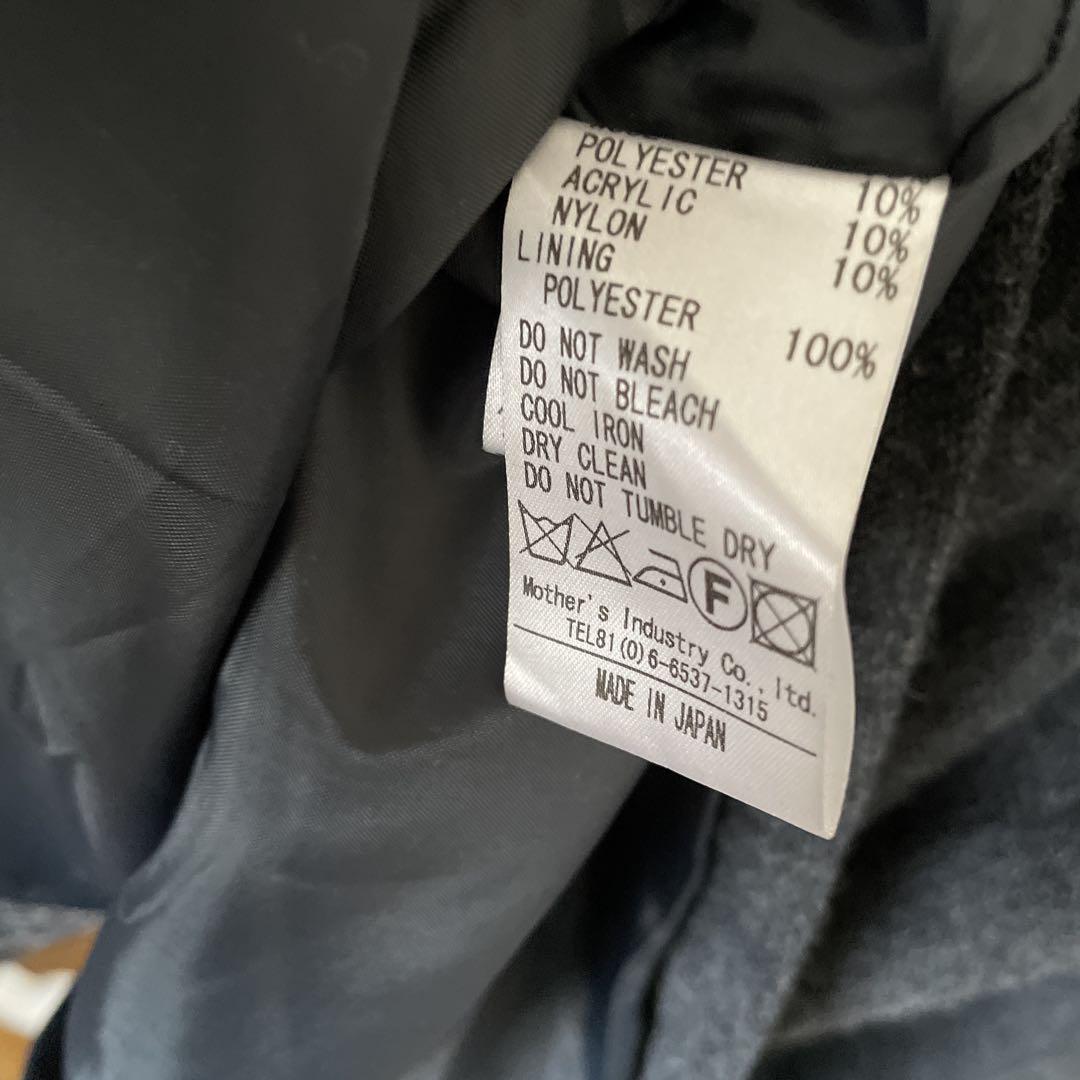 POLYESTER 10%
ACRYLIC 10%
NYLON 10%
LINING
POLYESTER 100%
DO NOT WASH
DO NOT BLEACH
COOL IRON
DRY CLEAN
DO NOT TUMBLE DRY
F
Mother's Industry Co., ltd.
TEL81(0)6-6537-1315
MADE IN JAPAN